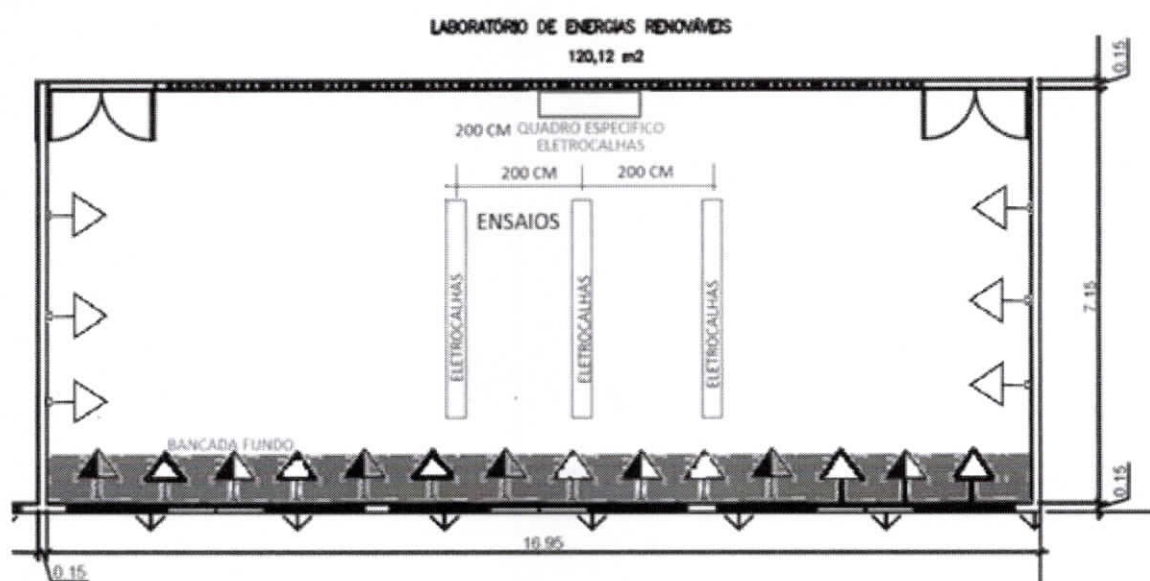 LABORATÓRIO DE ENERGIAS RENOVÁVEIS
120,12 m2
0.15
200 CM QUADRO ESPECIFICO
ELETROCALHAS
200 CM 200 CM
ENSAIOS
ELETROCALHAS
ELETROCALHAS
ELETROCALHAS
7.15
BANCADA FUNDO
0.15
16.95
0.15